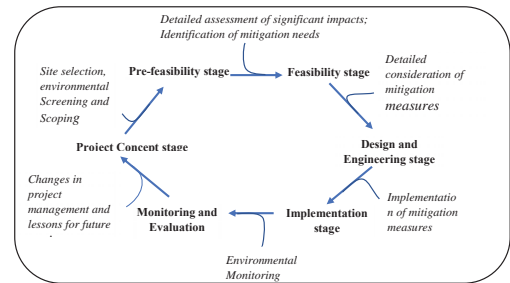 Detailed assessment of significant impacts;
Identification of mitigation needs
Site selection,
environmental
Screening and
Scoping
Pre-feasibility stage
Feasibility stage
Detailed
consideration of
mitigation
measures
Project Concept stage
Design and
Engineering stage
Changes in
project
management and
lessons for future
Monitoring and
Evaluation
Implementation
stage
Implementatio
n of mitigation
measures
Environmental
Monitoring